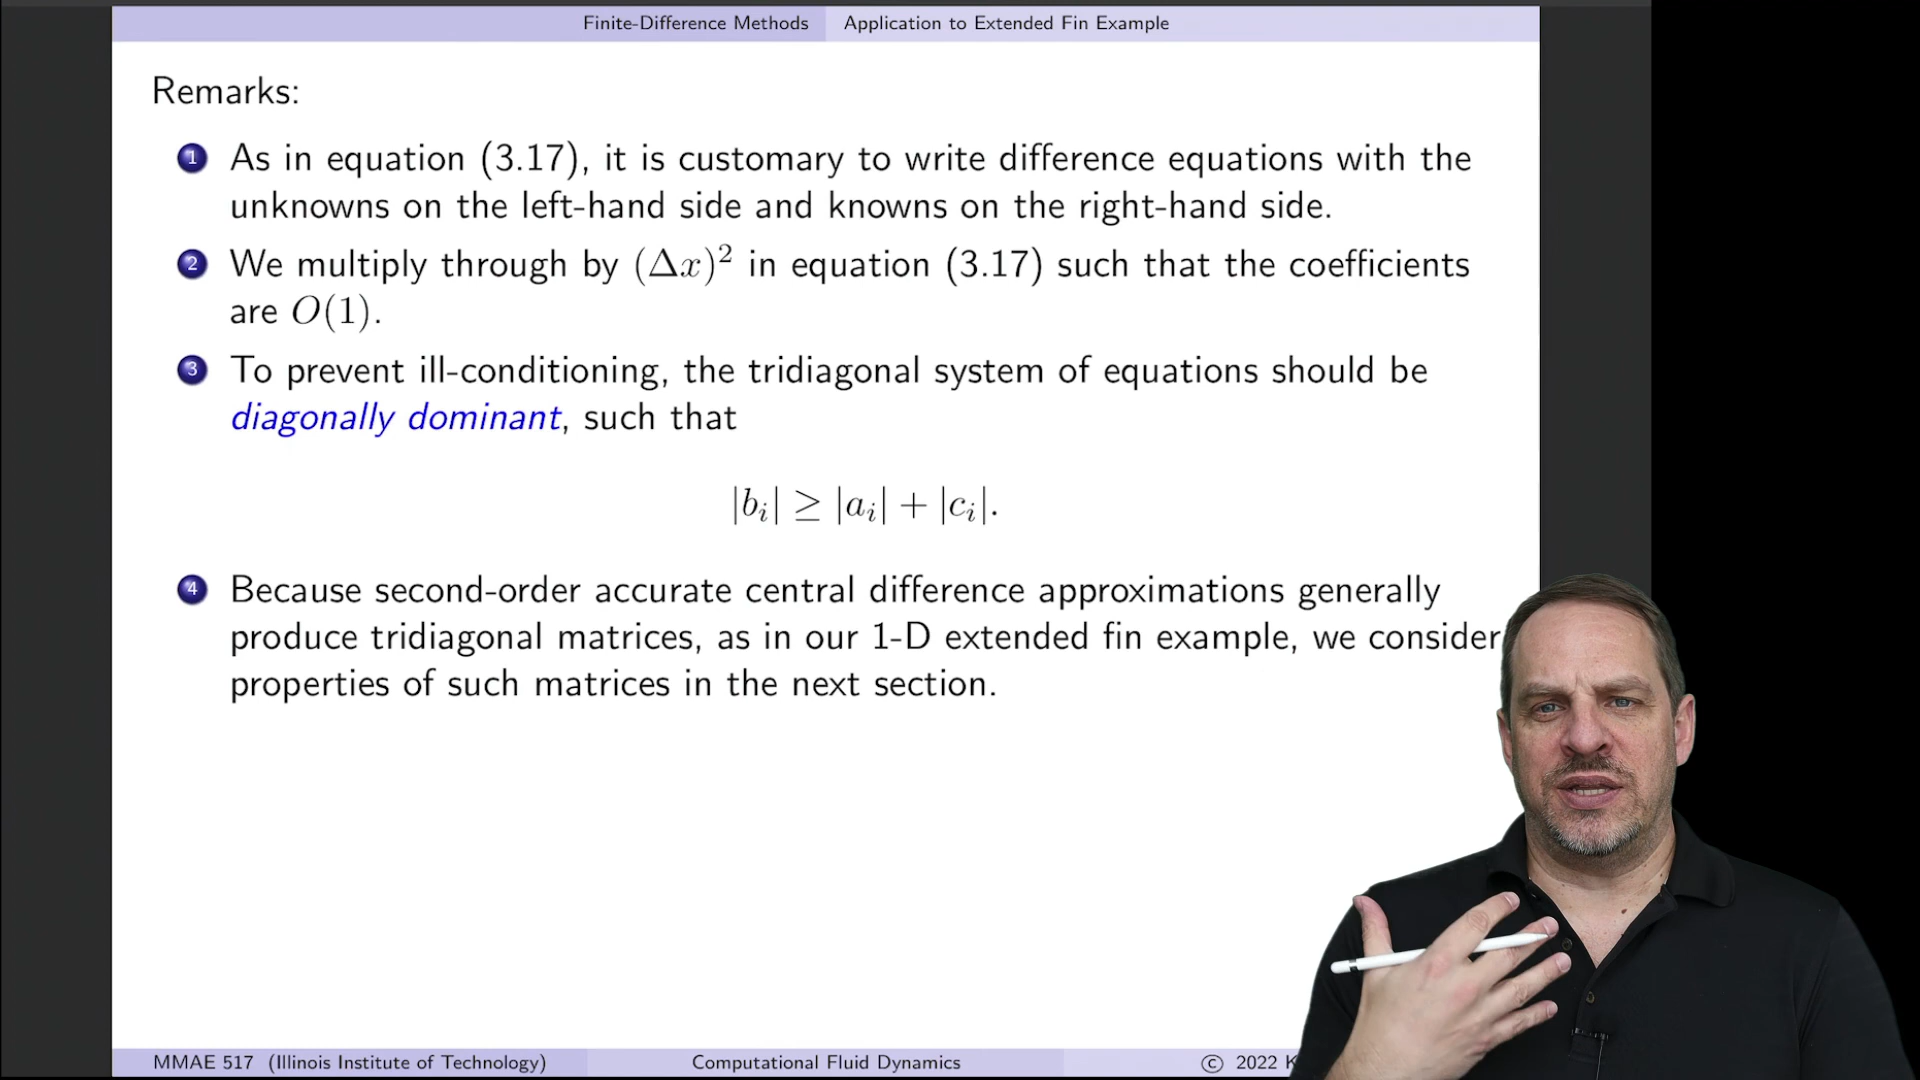 Finite-Difference Methods Application to Extended Fin Example
Remarks:
1 As in equation (3.17), it is customary to write difference equations with the
unknowns on the left-hand side and knowns on the right-hand side.
2 We multiply through by (Δx)² in equation (3.17) such that the coefficients
are O(1).
3 To prevent ill-conditioning, the tridiagonal system of equations should be
diagonally dominant, such that
|bᵢ| ≥ |aᵢ| + |cᵢ|.
4 Because second-order accurate central difference approximations generally
produce tridiagonal matrices, as in our 1-D extended fin example, we consider
properties of such matrices in the next section.
MMAE 517 (Illinois Institute of Technology) Computational Fluid Dynamics © 2022 K